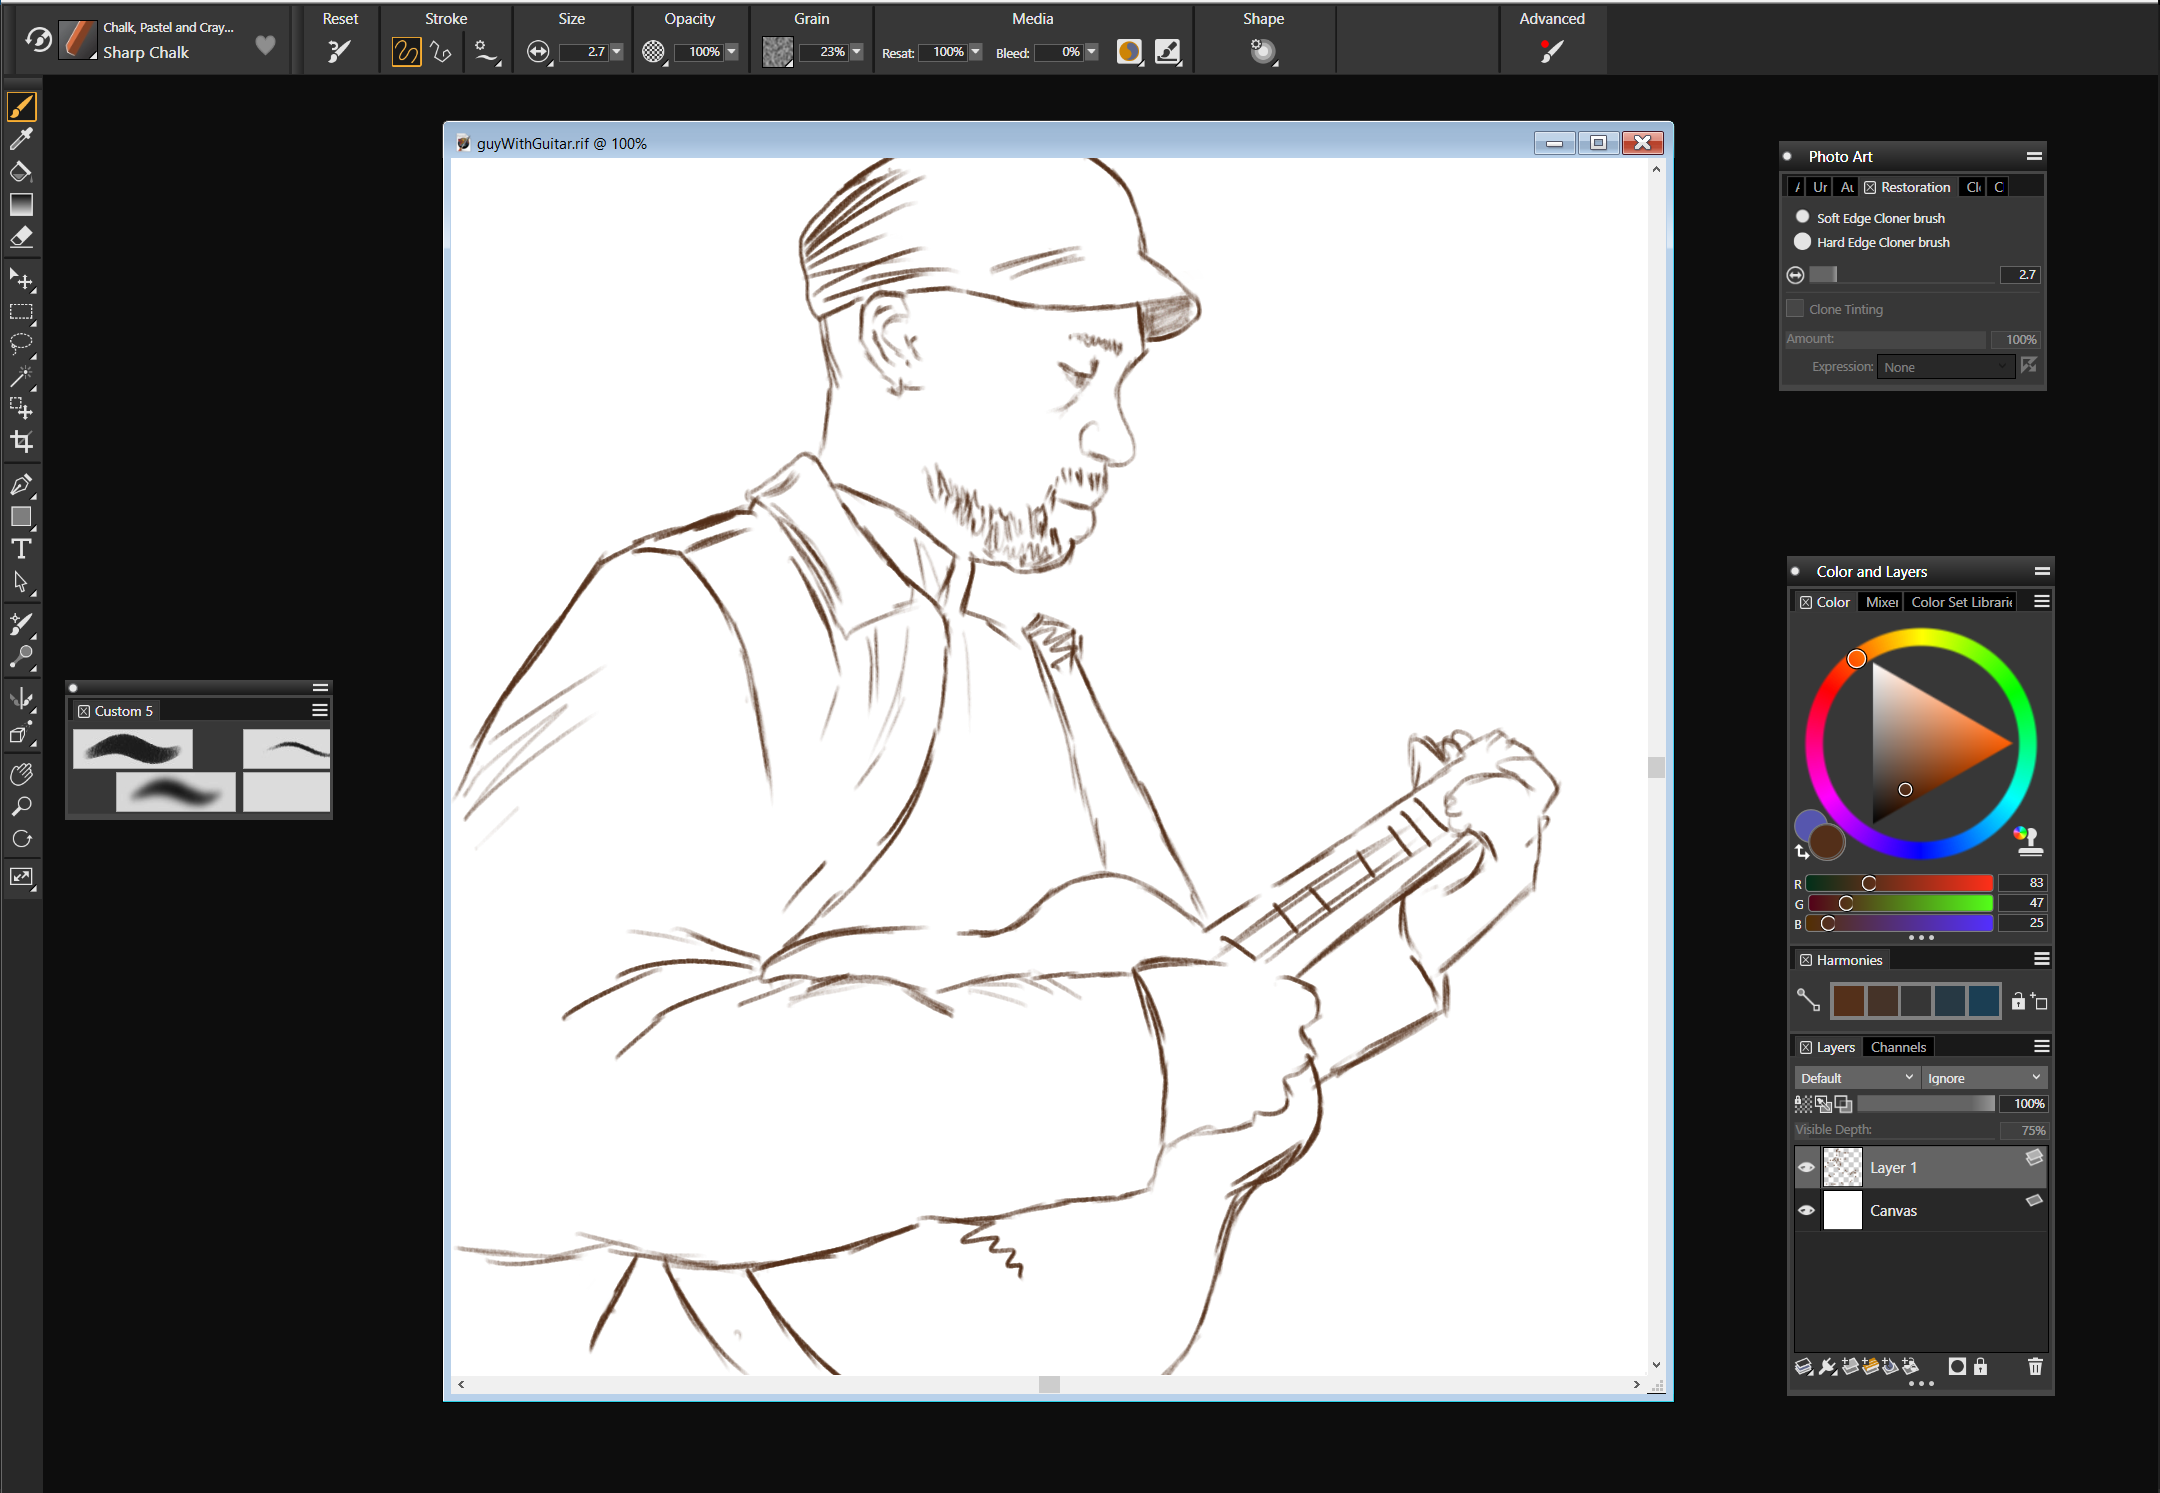 Chalk, Pastel and Cray...
Sharp Chalk
Reset
Stroke
Size
2.7
Opacity
100%
Grain
23%
Media
Resat: 100% Bleed: 0%
Shape
Advanced
guyWithGuitar.rif @ 100%
Photo Art
Ur Restoration C
Soft Edge Cloner brush
Hard Edge Cloner brush
2.7
Clone Tinting
Amount: 100%
Expression: None
Custom 5
T
Color and Layers
Color Mixer Color Set Librarie
R 83
G 47
B 25
Harmonies
Layers Channels
Default Ignore
100%
Visible Depth: 75%
Layer 1
Canvas